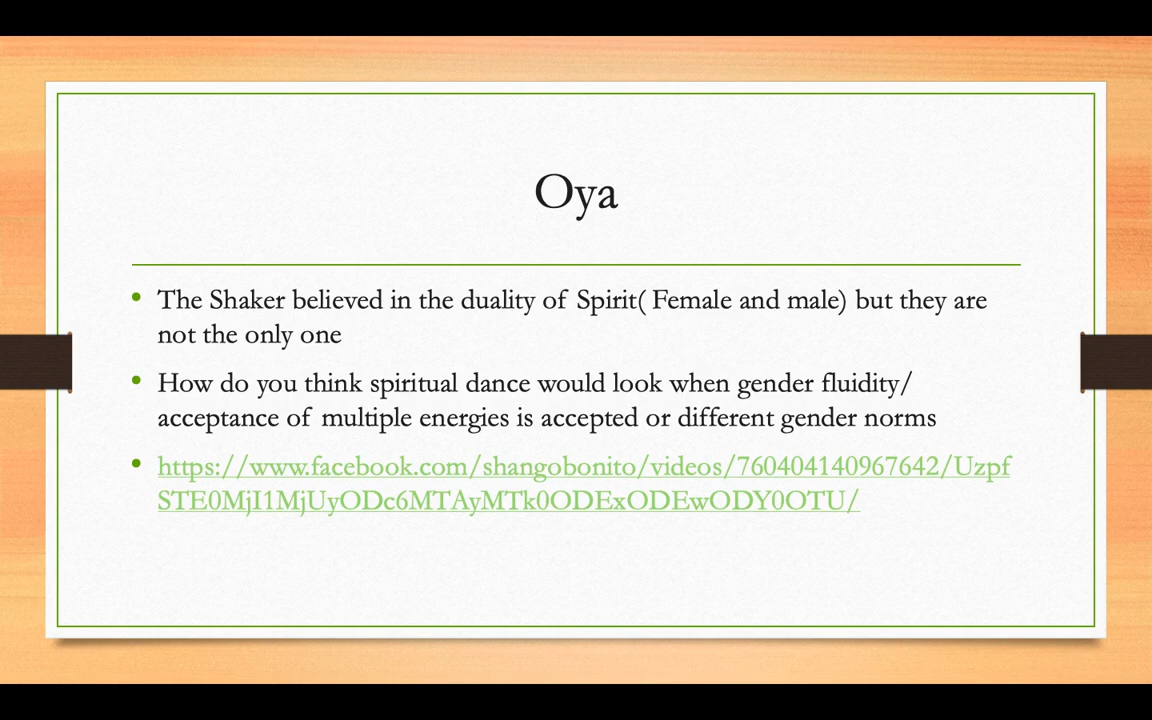 Oya
The Shaker believed in the duality of Spirit( Female and male) but they are
not the only one
How do you think spiritual dance would look when gender fluidity/
acceptance of multiple energies is accepted or different gender norms
https://www.facebook.com/shangobonito/videos/760404140967642/Uzpf
STE0MjI1MjUyODc6MTAyMTk0ODExODEwODY0OTU/